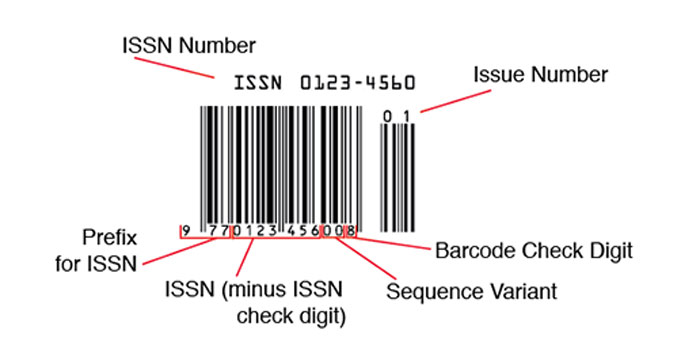 ISSN Number
ISSN 0123-4560
Issue Number
0 1
9 770123 456008
Prefix
for ISSN
Barcode Check Digit
ISSN (minus ISSN
check digit)
Sequence Variant